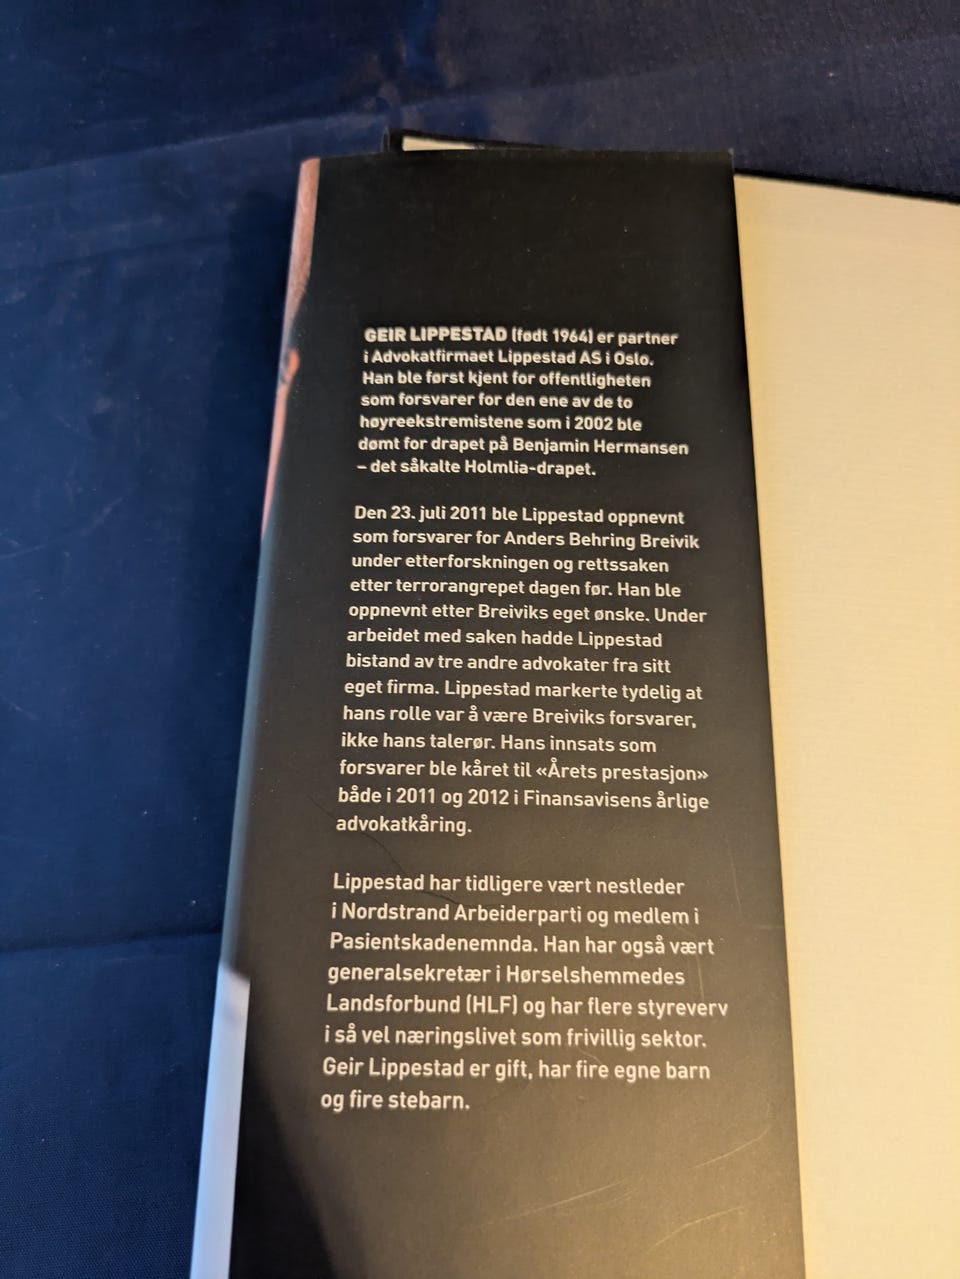 GEIR LIPPESTAD (født 1964) er partner
i Advokatfirmaet Lippestad AS i Oslo.
Han ble først kjent for offentligheten
som forsvarer for den ene av de to
høyreekstremistene som i 2002 ble
dømt for drapet på Benjamin Hermansen
– det såkalte Holmlia-drapet.
Den 23. juli 2011 ble Lippestad oppnevnt
som forsvarer for Anders Behring Breivik
under etterforskningen og rettssaken
etter terrorangrepet dagen før. Han ble
oppnevnt etter Breiviks eget ønske. Under
arbeidet med saken hadde Lippestad
bistand av tre andre advokater fra sitt
eget firma. Lippestad markerte tydelig at
hans rolle var å være Breiviks forsvarer,
ikke hans talerør. Hans innsats som
forsvarer ble kåret til «Årets prestasjon»
både i 2011 og 2012 i Finansavisens årlige
advokatkåring.
Lippestad har tidligere vært nestleder
i Nordstrand Arbeiderparti og medlem i
Pasientskadenemnda. Han har også vært
generalsekretær i Hørselshemmedes
Landsforbund (HLF) og har flere styreverv
i så vel næringslivet som frivillig sektor.
Geir Lippestad er gift, har fire egne barn
og fire stebarn.